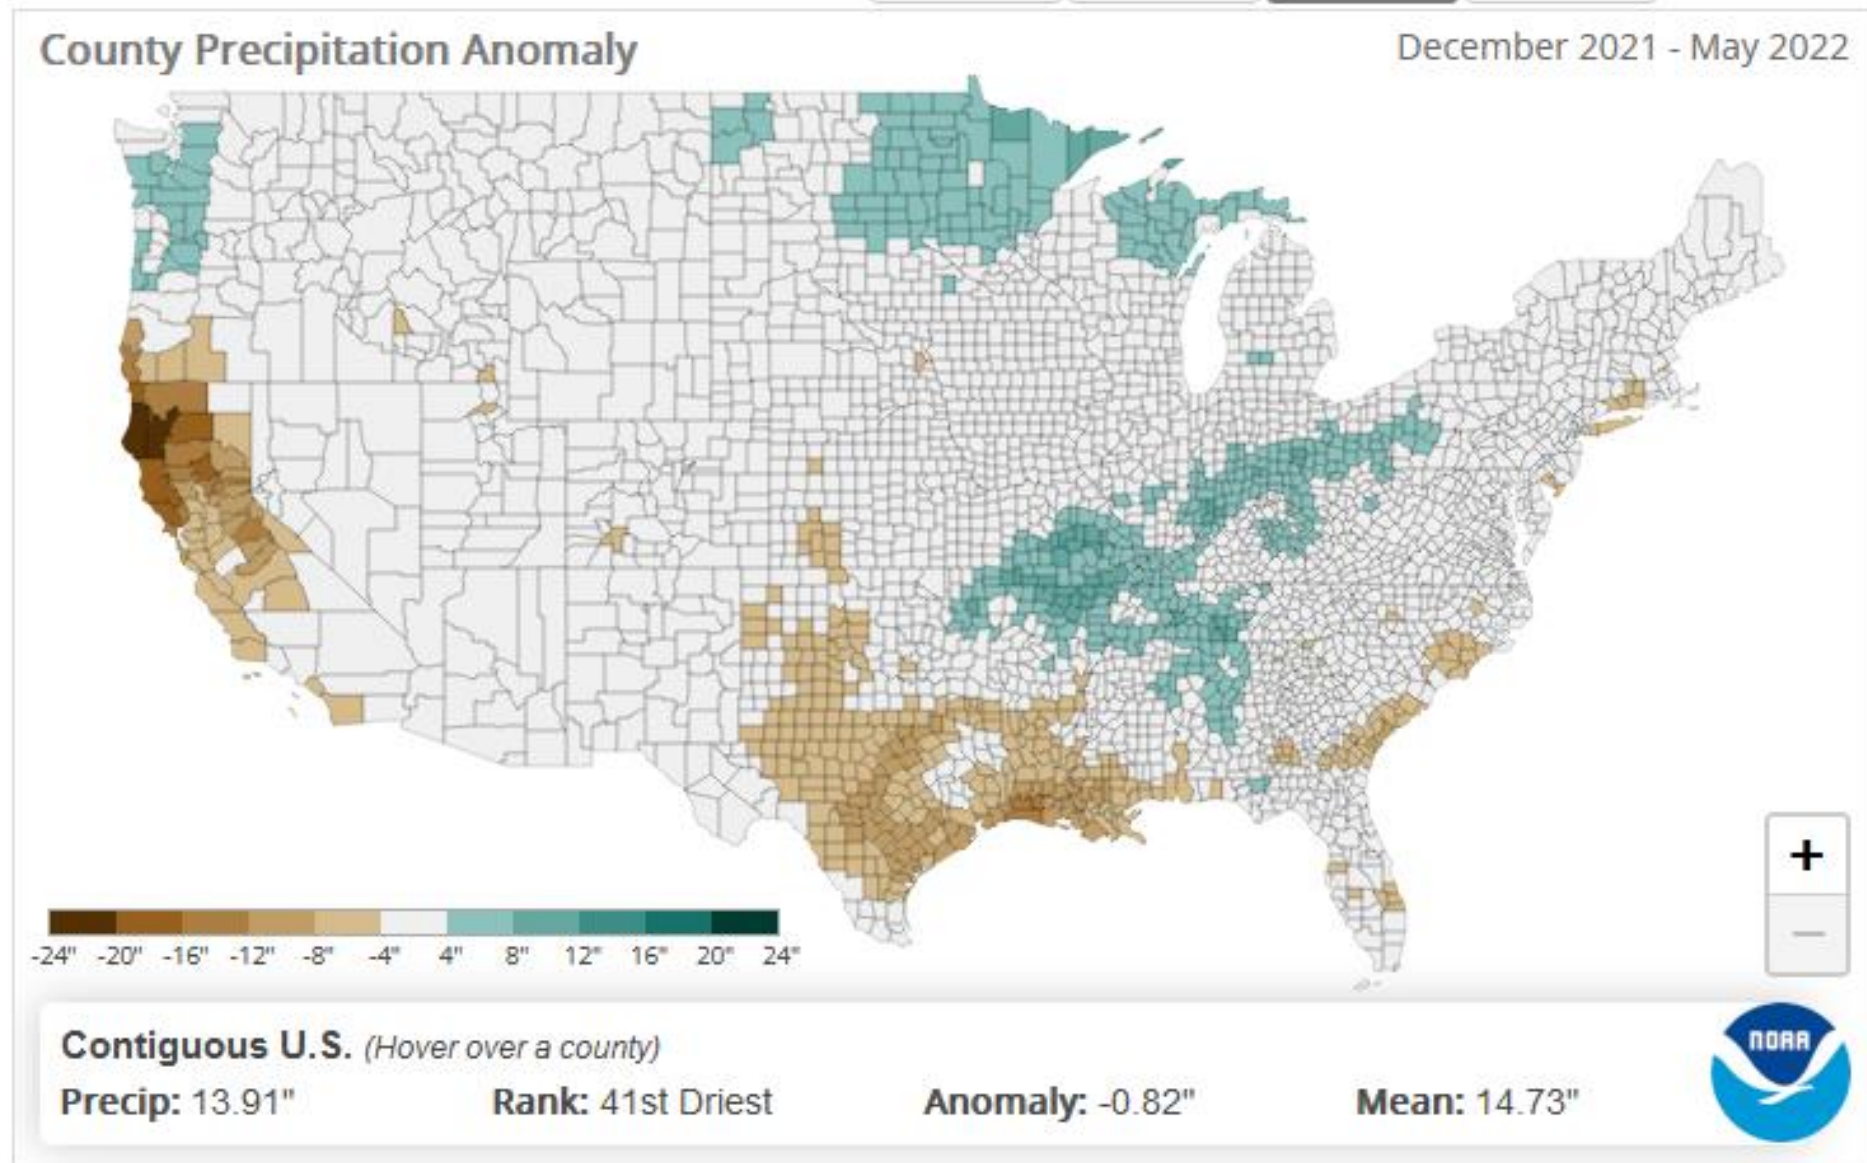 County Precipitation Anomaly
December 2021 - May 2022
-24" -20" -16" -12" -8" -4" 4" 8" 12" 16" 20" 24"
+
−
Contiguous U.S. (Hover over a county)
Precip: 13.91" Rank: 41st Driest Anomaly: -0.82" Mean: 14.73"
NOAA